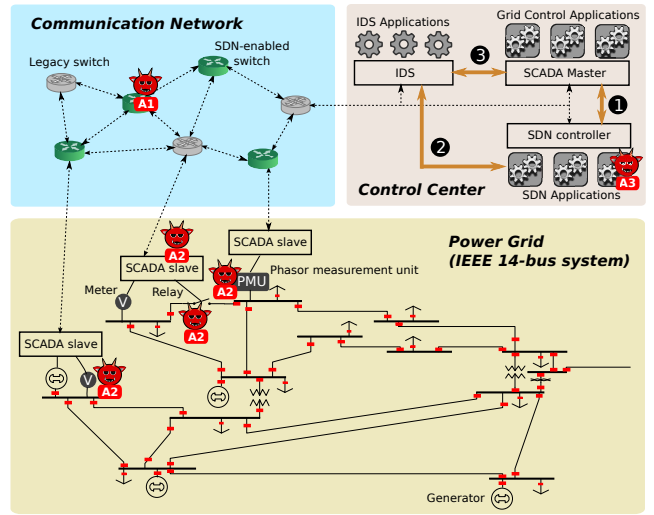 Communication Network
SDN-enabled
switch
Legacy switch
A1
IDS Applications
Grid Control Applications
IDS
3
SCADA Master
1
SDN controller
2
A3
Control Center
SDN Applications
Power Grid
(IEEE 14-bus system)
A2
SCADA slave
SCADA slave
Phasor measurement unit
A2
PMU
Meter
V
Relay
A2
SCADA slave
V
A2
Generator